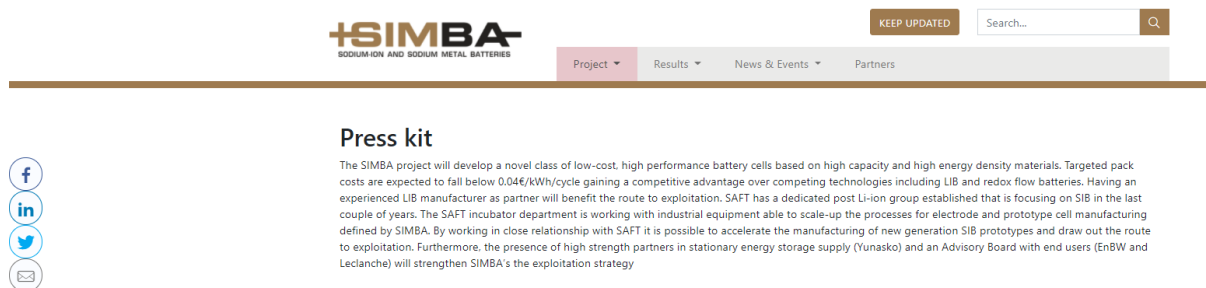 KEEP UPDATED
Search...
+SIMBA-
SODIUM-ION AND SODIUM METAL BATTERIES
Project
Results
News & Events
Partners
Press kit
The SIMBA project will develop a novel class of low-cost, high performance battery cells based on high capacity and high energy density materials. Targeted pack
costs are expected to fall below 0.04€/kWh/cycle gaining a competitive advantage over competing technologies including LIB and redox flow batteries. Having an
experienced LIB manufacturer as partner will benefit the route to exploitation. SAFT has a dedicated post Li-ion group established that is focusing on SIB in the last
couple of years. The SAFT incubator department is working with industrial equipment able to scale-up the processes for electrode and prototype cell manufacturing
defined by SIMBA. By working in close relationship with SAFT it is possible to accelerate the manufacturing of new generation SIB prototypes and draw out the route
to exploitation. Furthermore, the presence of high strength partners in stationary energy storage supply (Yunasko) and an Advisory Board with end users (EnBW and
Leclanche) will strengthen SIMBA's the exploitation strategy
f
in